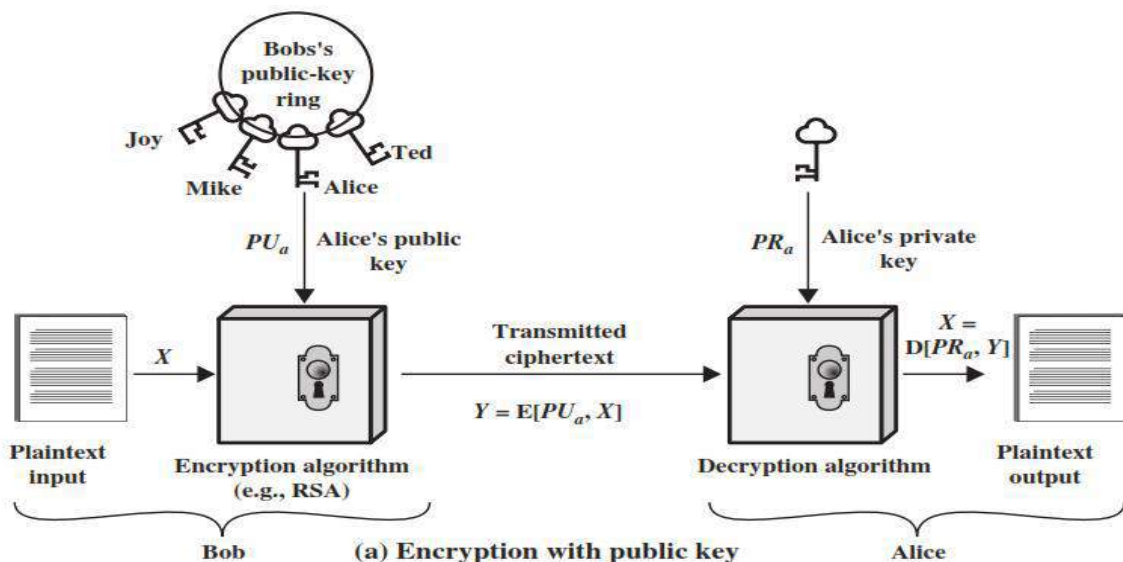 Bobs's
public-key
ring
Joy
Mike
Alice
Ted
PUₐ
Alice's public
key
PRₐ
Alice's private
key
X
Transmitted
ciphertext
Y = E[PUₐ, X]
X =
D[PRₐ, Y]
Plaintext
input
Encryption algorithm
(e.g., RSA)
Decryption algorithm
Plaintext
output
Bob
(a) Encryption with public key
Alice